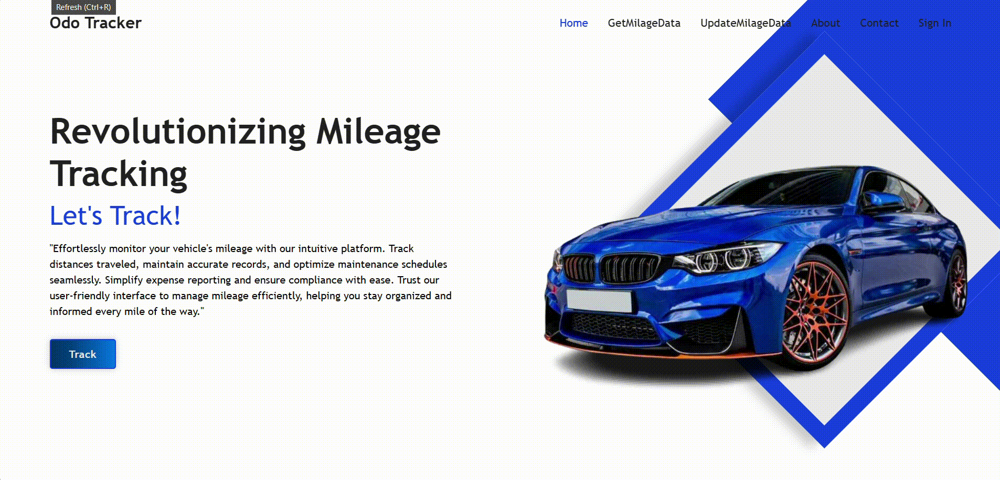 Refresh (Ctrl+R)
Odo Tracker
Home GetMilageData UpdateMilageData About Contact Sign In
Revolutionizing Mileage
Tracking
Let's Track!
"Effortlessly monitor your vehicle's mileage with our intuitive platform. Track
distances traveled, maintain accurate records, and optimize maintenance schedules
seamlessly. Simplify expense reporting and ensure compliance with ease. Trust our
user-friendly interface to manage mileage efficiently, helping you stay organized and
informed every mile of the way."
Track